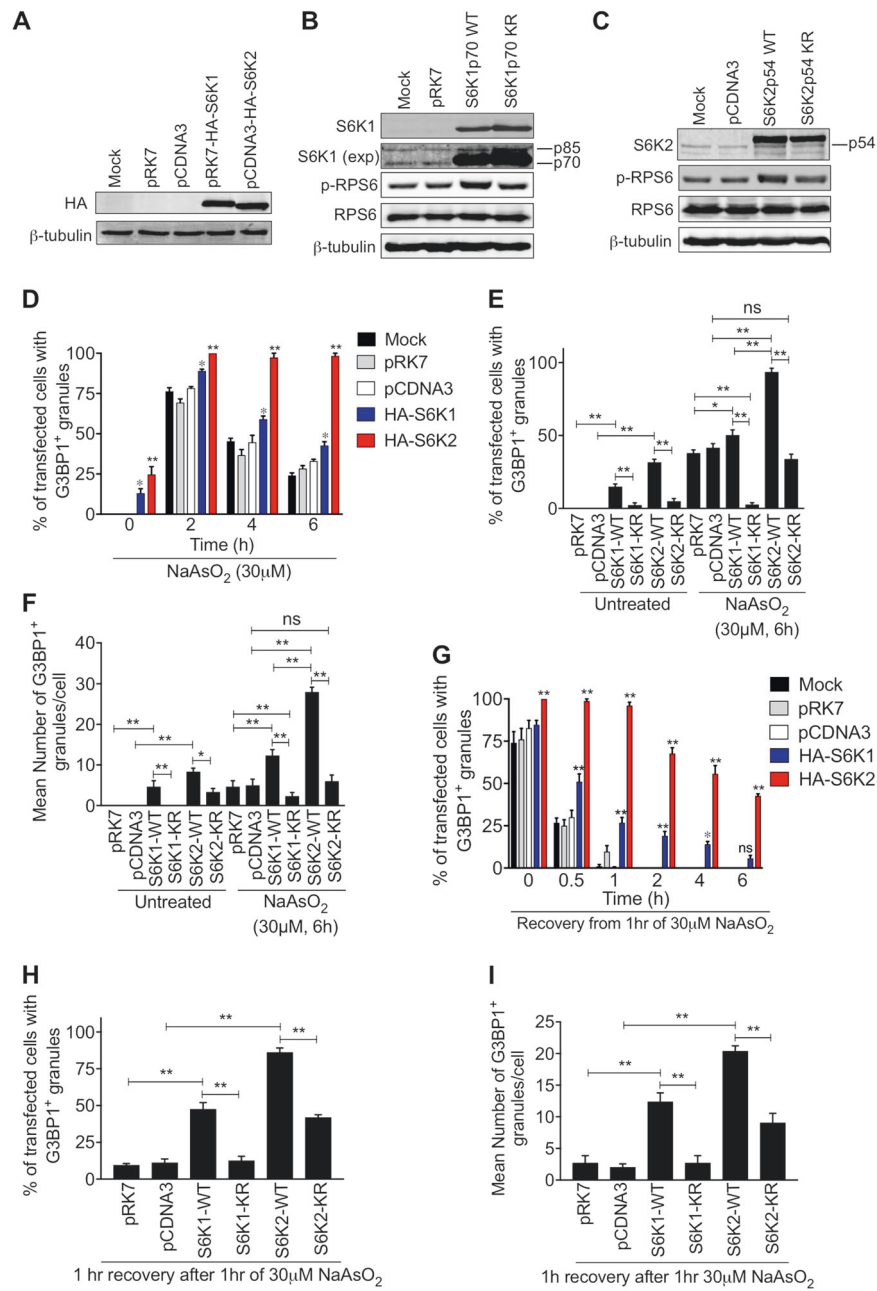 A
Mock
pRK7
pCDNA3
pRK7-HA-S6K1
pCDNA3-HA-S6K2
HA
β-tubulin
B
Mock
pRK7
S6K1p70 WT
S6K1p70 KR
S6K1
S6K1 (exp)
p85
p70
p-RPS6
RPS6
β-tubulin
C
Mock
pCDNA3
S6K2p54 WT
S6K2p54 KR
S6K2
p54
p-RPS6
RPS6
β-tubulin
D
% of transfected cells with
G3BP1+ granules
100
75
50
25
0
* ** * ** * ** * **
0 2 4 6
Time (h)
NaAsO2 (30μM)
Mock
pRK7
pCDNA3
HA-S6K1
HA-S6K2
E
% of transfected cells with
G3BP1+ granules
100
50
0
ns
**
** **
** **
** * **
** **
pRK7
pCDNA3
S6K1-WT
S6K1-KR
S6K2-WT
S6K2-KR
pRK7
pCDNA3
S6K1-WT
S6K1-KR
S6K2-WT
S6K2-KR
Untreated
NaAsO2
(30μM, 6h)
F
Mean Number of G3BP1+
granules/cell
40
30
20
10
0
ns
**
**
** ** **
** ** **
** *
pRK7
pCDNA3
S6K1-WT
S6K1-KR
S6K2-WT
S6K2-KR
pRK7
pCDNA3
S6K1-WT
S6K1-KR
S6K2-WT
S6K2-KR
Untreated
NaAsO2
(30μM, 6h)
G
% of transfected cells with
G3BP1+ granules
100
75
50
25
0
** ** ** ** ** ** ** ** * ns **
0 0.5 1 2 4 6
Time (h)
Recovery from 1hr of 30μM NaAsO2
Mock
pRK7
pCDNA3
HA-S6K1
HA-S6K2
H
% of transfected cells with
G3BP1+ granules
100
75
50
25
0
**
**
**
**
pRK7
pCDNA3
S6K1-WT
S6K1-KR
S6K2-WT
S6K2-KR
1 hr recovery after 1hr of 30μM NaAsO2
I
Mean Number of G3BP1+
granules/cell
25
20
15
10
5
0
**
**
**
**
pRK7
pCDNA3
S6K1-WT
S6K1-KR
S6K2-WT
S6K2-KR
1h recovery after 1hr 30μM NaAsO2